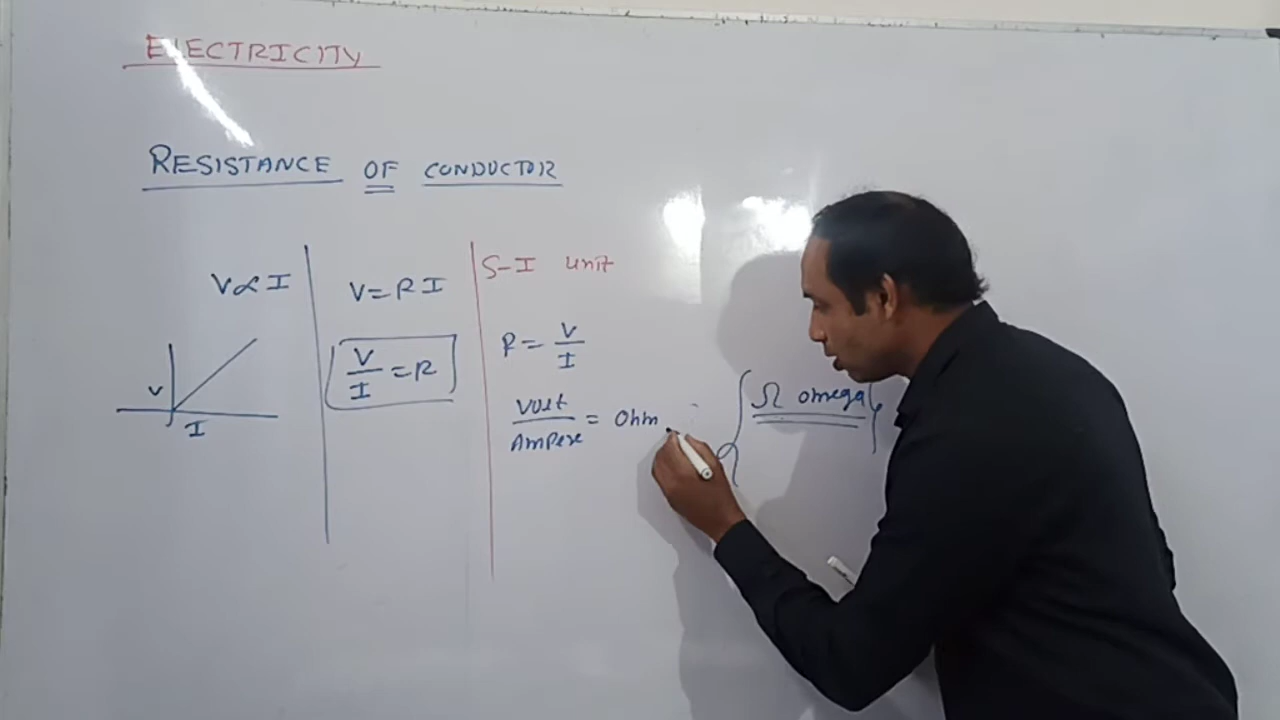 ELECTRICITY
RESISTANCE OF CONDUCTOR
V∝I
V
I
V=RI
V/I=R
S-I unit
R=V/I
Volt/Ampere = Ohm
Ω omega